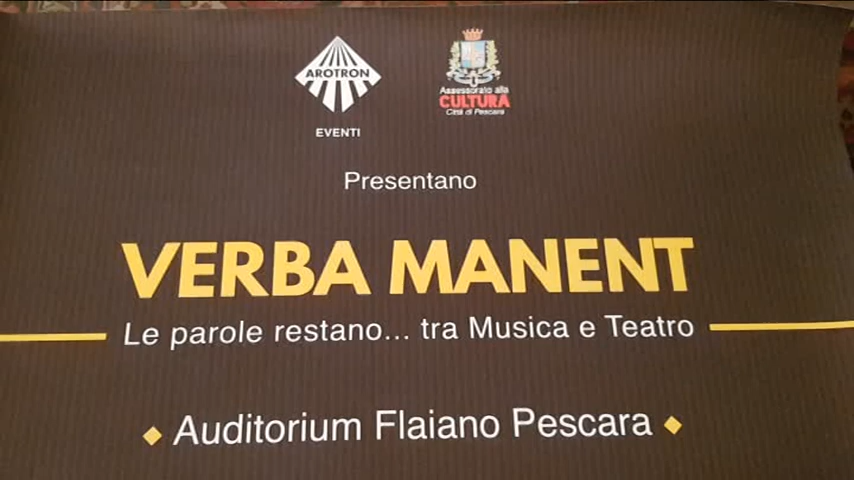 AROTRON
EVENTI
Assessorato alla
CULTURA
Città di Pescara
Presentano
VERBA MANENT
Le parole restano... tra Musica e Teatro
Auditorium Flaiano Pescara